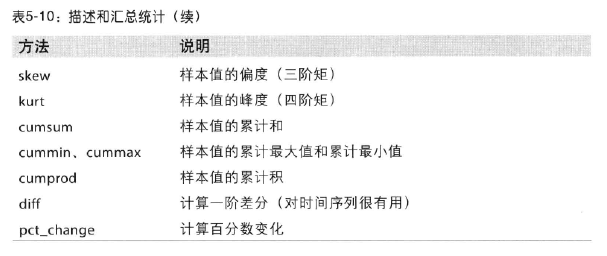 表5-10：描述和汇总统计（续）
方法 说明
skew 样本值的偏度（三阶矩）
kurt 样本值的峰度（四阶矩）
cumsum 样本值的累计和
cummin、cummax 样本值的累计最大值和累计最小值
cumprod 样本值的累计积
diff 计算一阶差分（对时间序列很有用）
pct_change 计算百分数变化